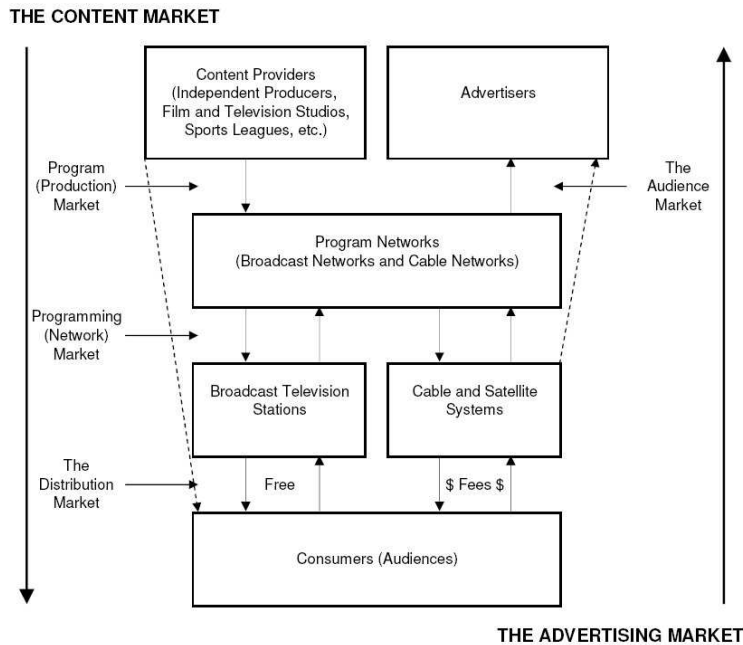 THE CONTENT MARKET
Content Providers
(Independent Producers,
Film and Television Studios,
Sports Leagues, etc.)
Advertisers
Program
(Production)
Market
The
Audience
Market
Program Networks
(Broadcast Networks and Cable Networks)
Programming
(Network)
Market
Broadcast Television
Stations
Cable and Satellite
Systems
The
Distribution
Market
Free
$ Fees $
Consumers (Audiences)
THE ADVERTISING MARKET